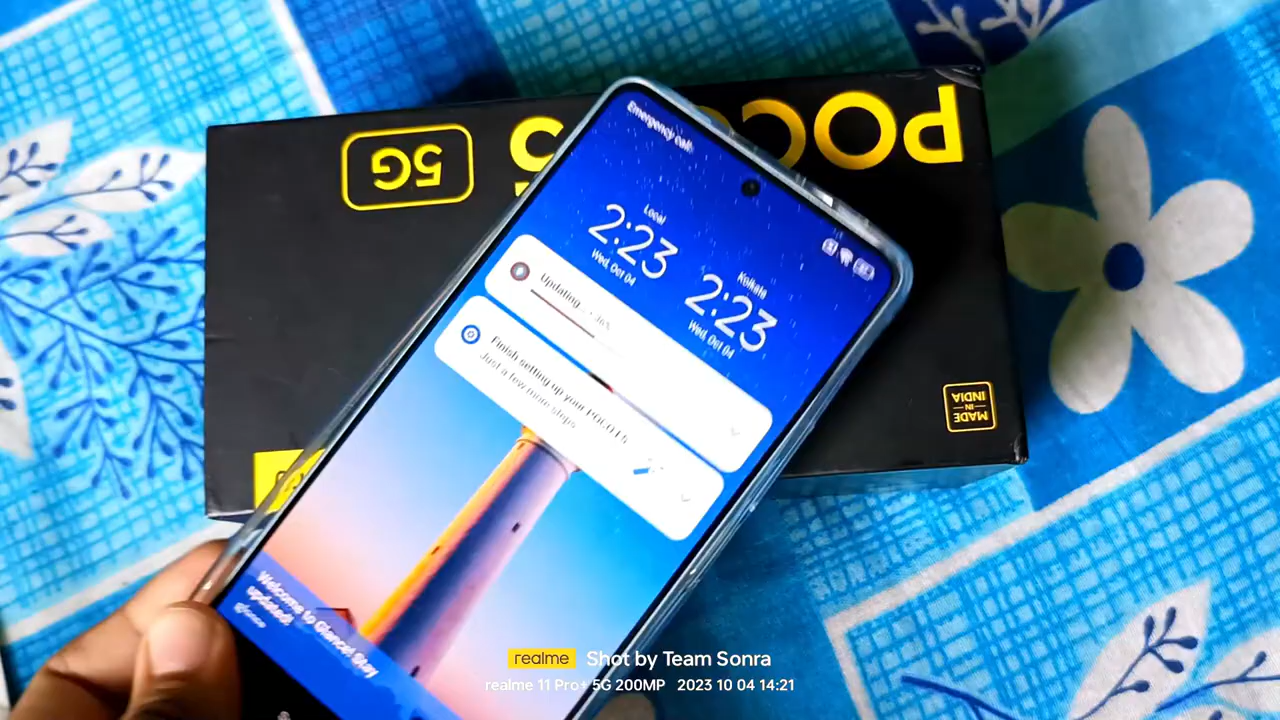 POCO
5G
MADE
IN
INDIA
Emergency call
Local
2:23
Wed, Oct 04
Kolkata
2:23
Wed, Oct 04
Updating...
Finish setting up your POCO F5
Just a few more steps
Welcome to Glance! Stay
updated!
realme Shot by Team Sonra
realme 11 Pro+ 5G 200MP 2023 10 04 14:21